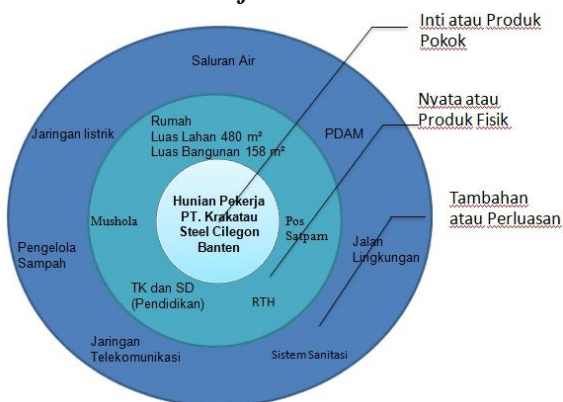 Inti atau Produk
Pokok
Saluran Air
Nyata atau
Produk Fisik
Rumah
Luas Lahan 480 m²
Luas Bangunan 158 m²
Jaringan listrik
PDAM
Hunian Pekerja
PT. Krakatau
Steel Cilegon
Banten
Mushola
Pos
Satpam
Tambahan
atau Perluasan
Pengelola
Sampah
Jalan
Lingkungan
TK dan SD
(Pendidikan)
RTH
Jaringan
Telekomunikasi
Sistem Sanitasi